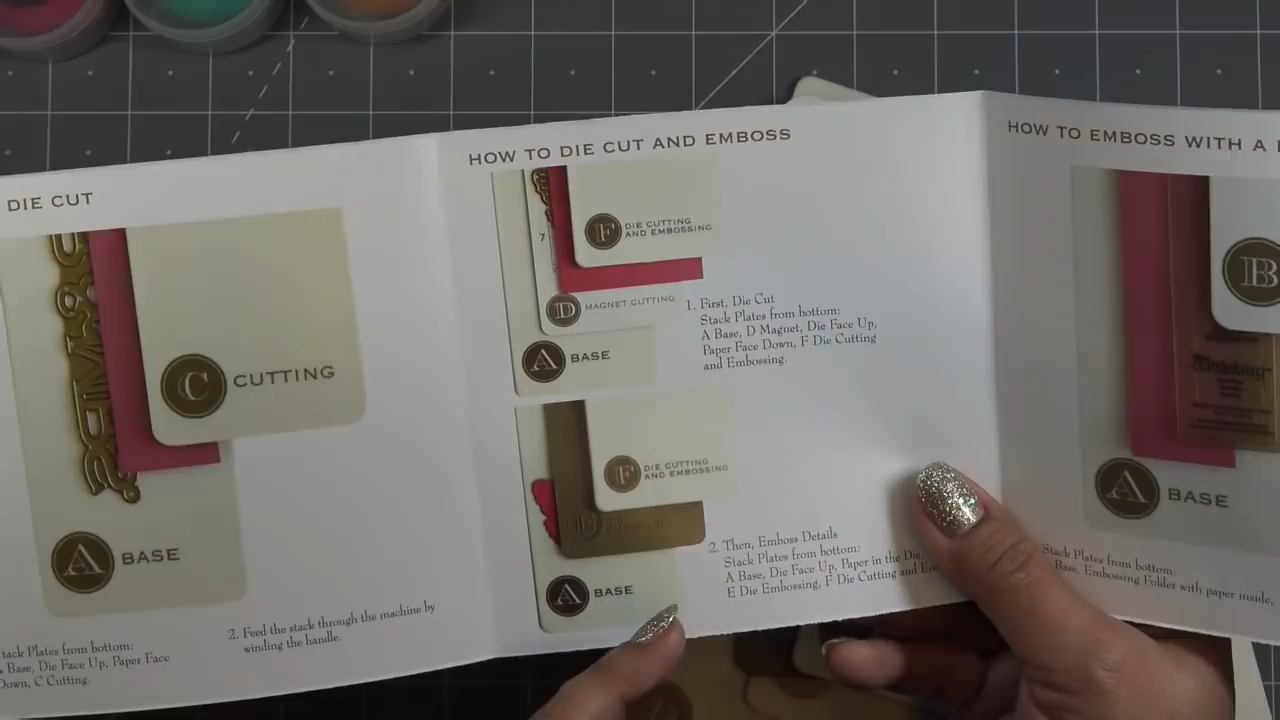 DIE CUT
C CUTTING
A BASE
Stack Plates from bottom:
Base, Die Face Up, Paper Face
Down, C Cutting.
2. Feed the stack through the machine by
winding the handle.
HOW TO DIE CUT AND EMBOSS
F DIE CUTTING
AND EMBOSSING
7
D MAGNET CUTTING
A BASE
1. First, Die Cut
Stack Plates from bottom:
A Base, D Magnet, Die Face Up,
Paper Face Down, F Die Cutting
and Embossing.
F DIE CUTTING
AND EMBOSSING
A BASE
2. Then, Emboss Details
Stack Plates from bottom:
A Base, Die Face Up, Paper in the Die,
E Die Embossing, F Die Cutting and Em
HOW TO EMBOSS WITH A
B
A BASE
Stack Plates from bottom:
Base, Embossing Folder with paper inside,